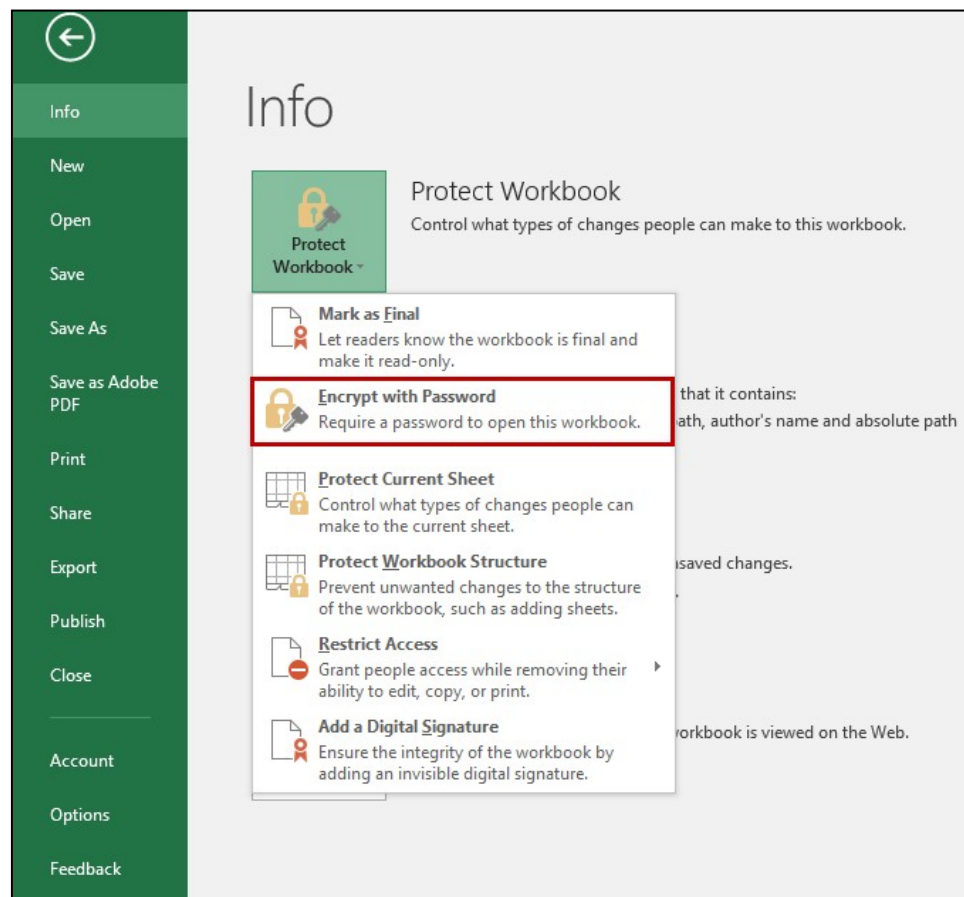 Info
New
Open
Save
Save As
Save as Adobe
PDF
Print
Share
Export
Publish
Close
Account
Options
Feedback
Info
Protect
Workbook
Protect Workbook
Control what types of changes people can make to this workbook.
Mark as Final
Let readers know the workbook is final and
make it read-only.
Encrypt with Password
Require a password to open this workbook.
Protect Current Sheet
Control what types of changes people can
make to the current sheet.
Protect Workbook Structure
Prevent unwanted changes to the structure
of the workbook, such as adding sheets.
Restrict Access
Grant people access while removing their
ability to edit, copy, or print.
Add a Digital Signature
Ensure the integrity of the workbook by
adding an invisible digital signature.
that it contains:
ath, author's name and absolute path
nsaved changes.
.
workbook is viewed on the Web.